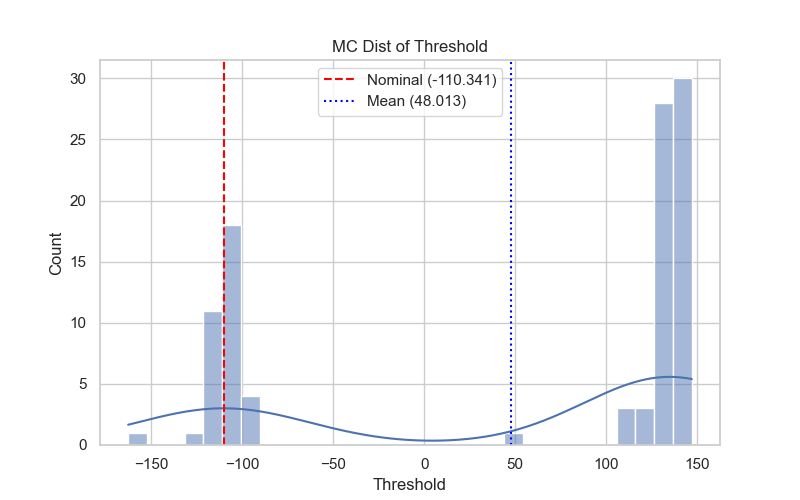 MC Dist of Threshold
Nominal (-110.341)
Mean (48.013)
30
25
20
15
10
5
0
Count
−150
−100
−50
0
50
100
150
Threshold